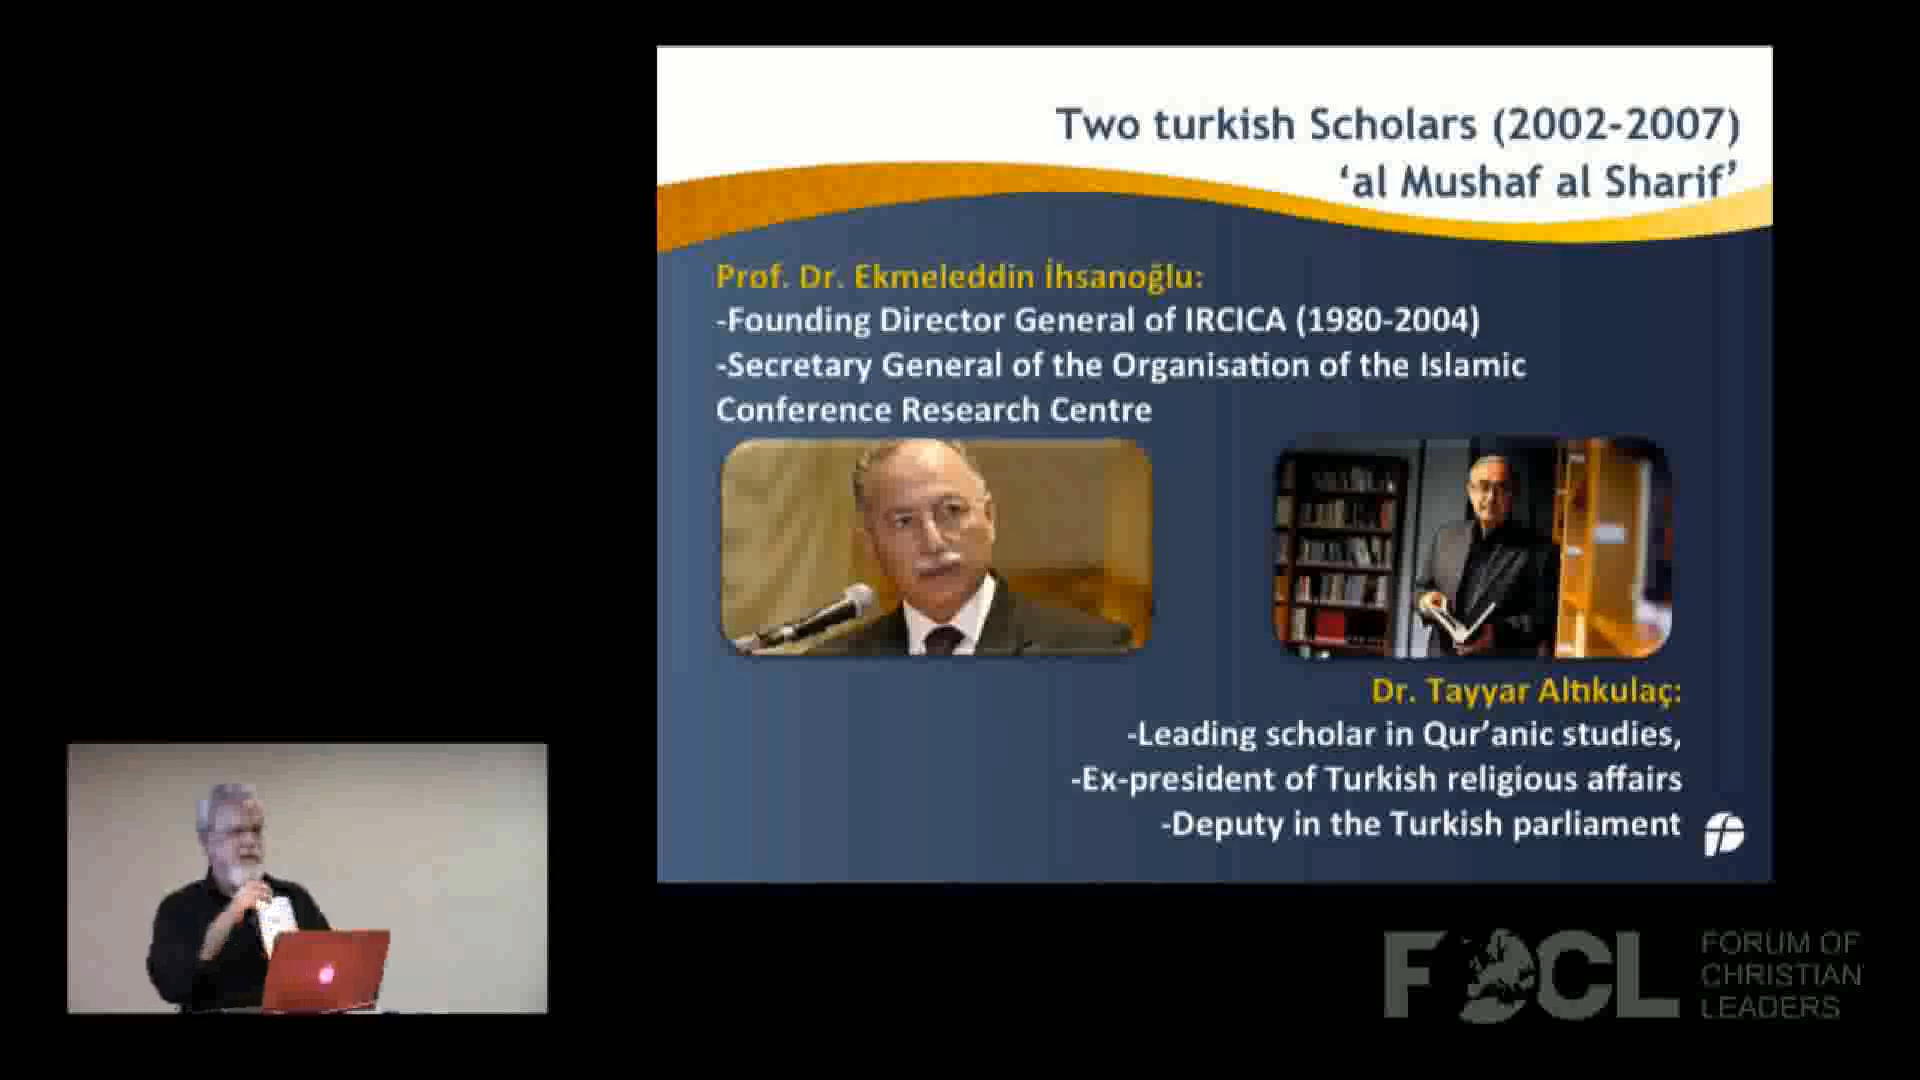 Two turkish Scholars (2002-2007)
‘al Mushaf al Sharif’
Prof. Dr. Ekmeleddin İhsanoğlu:
-Founding Director General of IRCICA (1980-2004)
-Secretary General of the Organisation of the Islamic
Conference Research Centre
Dr. Tayyar Altıkulaç:
-Leading scholar in Qur’anic studies,
-Ex-president of Turkish religious affairs
-Deputy in the Turkish parliament
FOCL
FORUM OF
CHRISTIAN
LEADERS